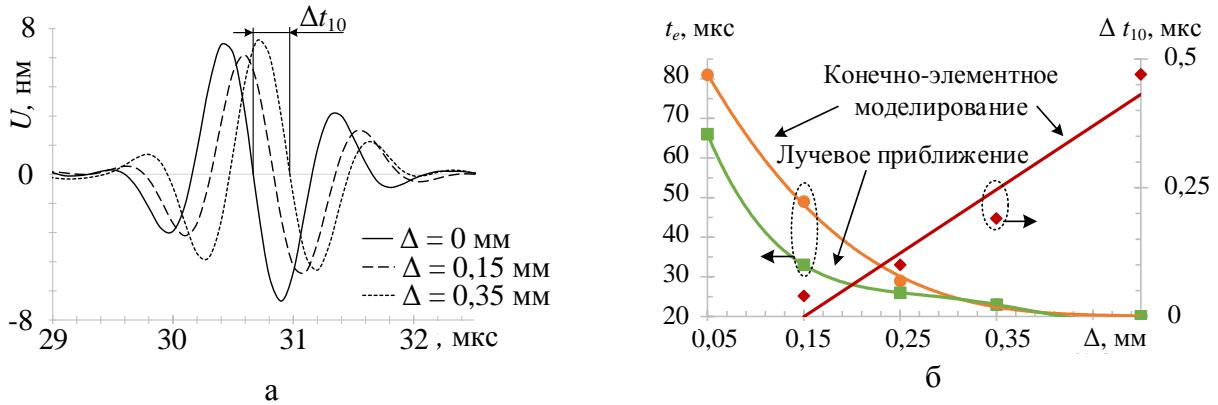 8
0
-8
U, нм
Δt10
Δ = 0 мм
Δ = 0,15 мм
Δ = 0,35 мм
29
30
31
32 , мкс
а
te, мкс
Δ t10, мкс
80
70
60
50
40
30
20
0,5
0,25
0
Конечно-элементное
моделирование
Лучевое приближение
0,05
0,15
0,25
0,35
Δ, мм
б